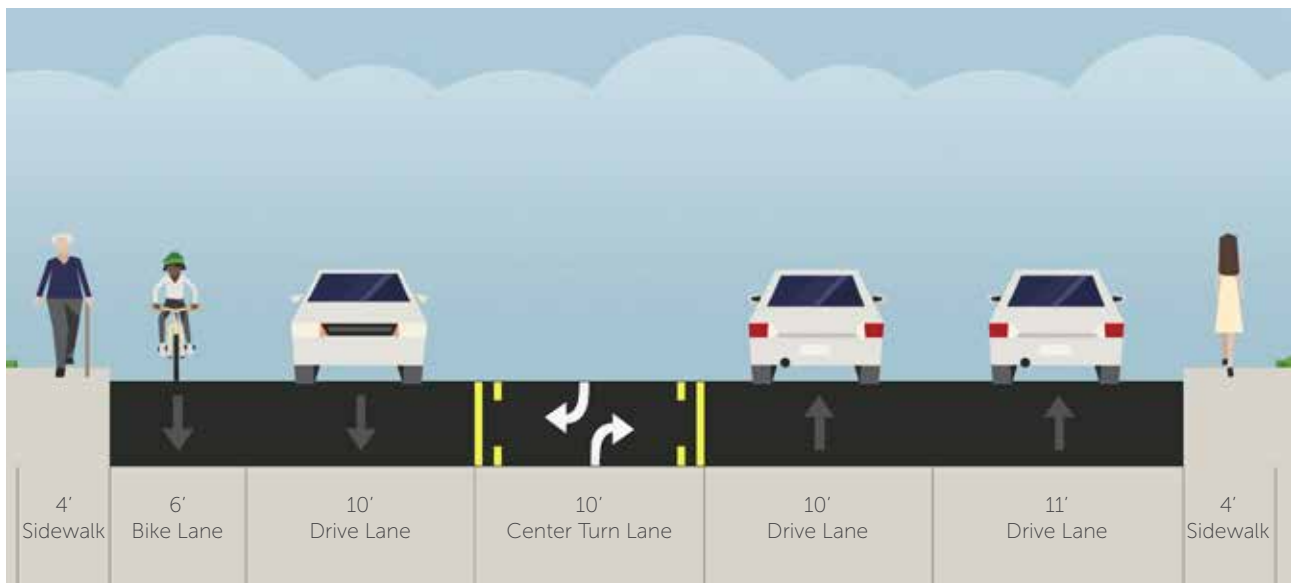 4′
Sidewalk
6′
Bike Lane
10′
Drive Lane
10′
Center Turn Lane
10′
Drive Lane
11′
Drive Lane
4′
Sidewalk